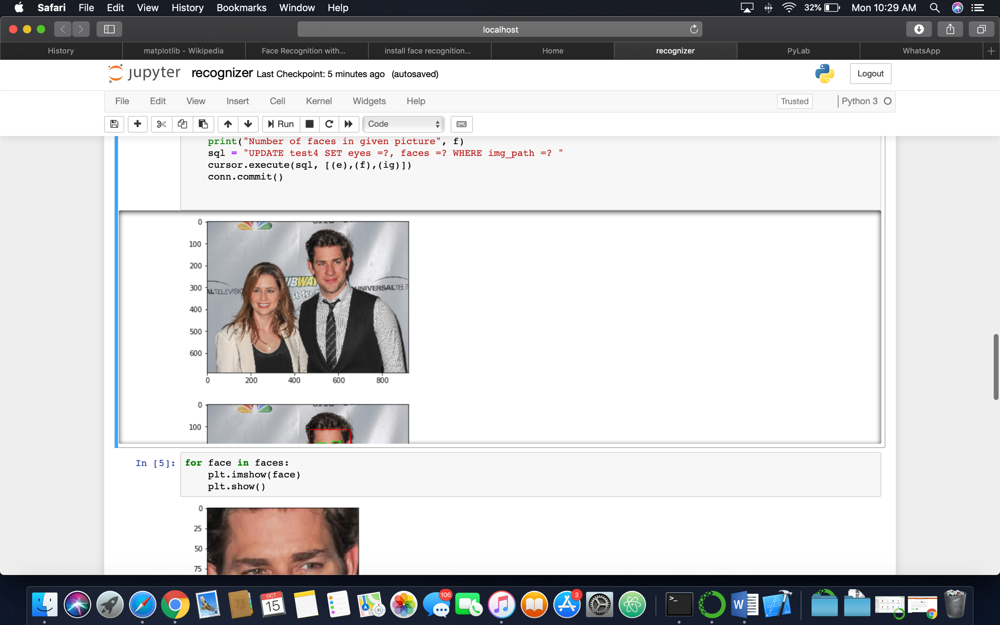 Safari File Edit View History Bookmarks Window Help 32% Mon 10:29 AM
localhost
History matplotlib - Wikipedia Face Recognition with... install face recognition... Home recognizer PyLab WhatsApp
jupyter recognizer Last Checkpoint: 5 minutes ago (autosaved) Logout
File Edit View Insert Cell Kernel Widgets Help Trusted Python 3
Run Code
print("Number of faces in given picture", f)
sql = "UPDATE test4 SET eyes =?, faces =? WHERE img_path =? "
cursor.execute(sql, [(e),(f),(ig)])
conn.commit()
0
100
200
300
400
500
600
UBWAY
ALTELEVISIO
UNIVERSALTELE
at fres
0 200 400 600 800
0
100
In [5]: for face in faces:
plt.imshow(face)
plt.show()
0
25
50
75
OCT
15
3D
106
3
>_
W